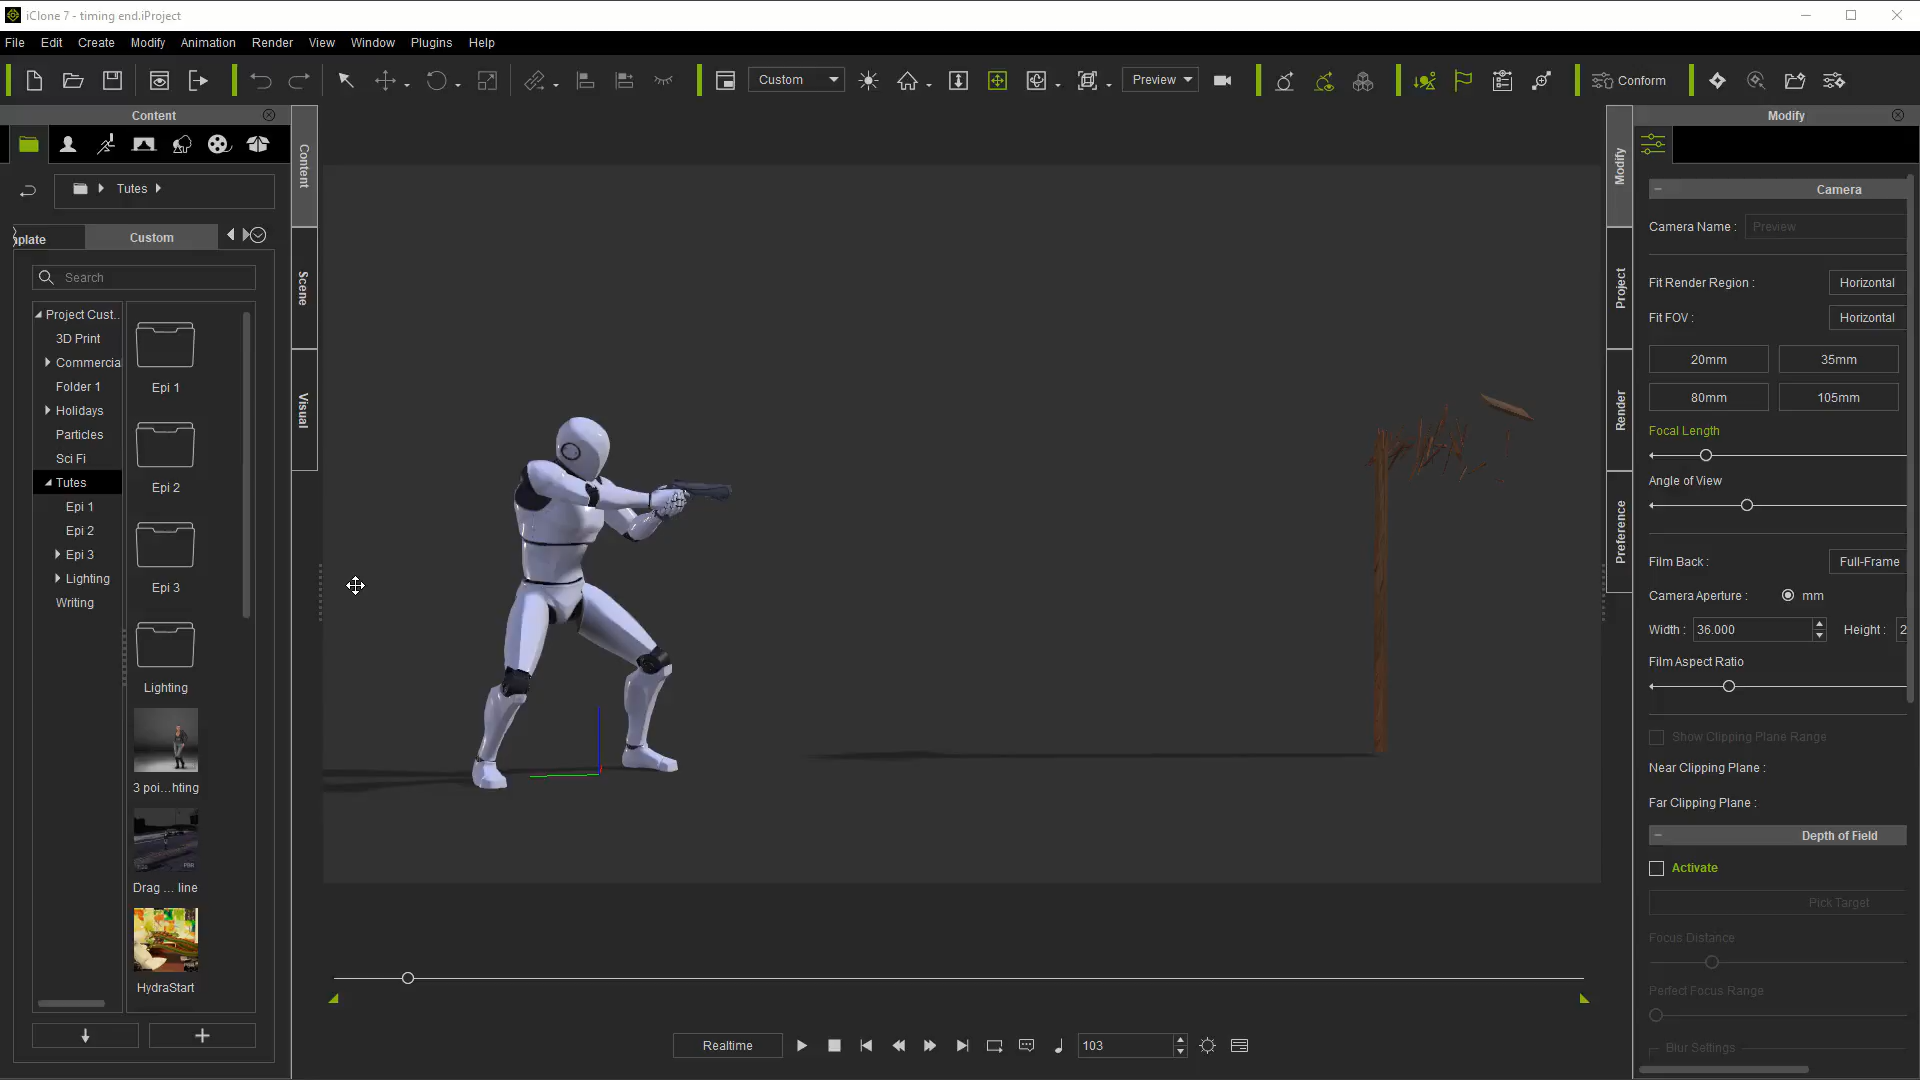 iClone 7 - timing end.iProject
File Edit Create Modify Animation Render View Window Plugins Help
Custom Preview Conform
Content
Tutes
plate Custom
Search
Project Cust..
3D Print
Commercia
Folder 1
Holidays
Particles
Sci Fi
Tutes
Epi 1
Epi 2
Epi 3
Lighting
Writing
Epi 1
Epi 2
Epi 3
Lighting
3 poi...hting
Drag ... line
HydraStart
Content
Scene
Visual
Realtime 103
Modify
Project
Render
Preference
Modify
Camera
Camera Name : Preview
Fit Render Region : Horizontal
Fit FOV : Horizontal
20mm 35mm
80mm 105mm
Focal Length
Angle of View
Film Back : Full-Frame
Camera Aperture : mm
Width : 36.000 Height : 2
Film Aspect Ratio
Show Clipping Plane Range
Near Clipping Plane :
Far Clipping Plane :
Depth of Field
Activate
Pick Target
Focus Distance
Perfect Focus Range
Blur Settings